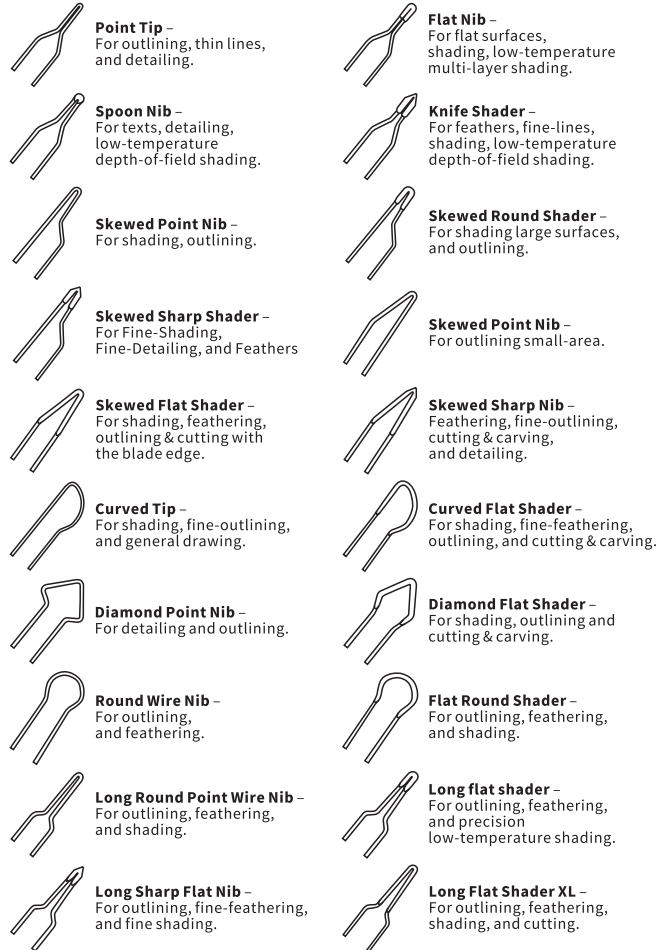 Point Tip –
For outlining, thin lines,
and detailing.
Flat Nib –
For flat surfaces,
shading, low-temperature
multi-layer shading.
Spoon Nib –
For texts, detailing,
low-temperature
depth-of-field shading.
Knife Shader –
For feathers, fine-lines,
shading, low-temperature
depth-of-field shading.
Skewed Point Nib –
For shading, outlining.
Skewed Round Shader –
For shading large surfaces,
and outlining.
Skewed Sharp Shader –
For Fine-Shading,
Fine-Detailing, and Feathers
Skewed Point Nib –
For outlining small-area.
Skewed Flat Shader –
For shading, feathering,
outlining & cutting with
the blade edge.
Skewed Sharp Nib –
Feathering, fine-outlining,
cutting & carving,
and detailing.
Curved Tip –
For shading, fine-outlining,
and general drawing.
Curved Flat Shader –
For shading, fine-feathering,
outlining, and cutting & carving.
Diamond Point Nib –
For detailing and outlining.
Diamond Flat Shader –
For shading, outlining and
cutting & carving.
Round Wire Nib –
For outlining,
and feathering.
Flat Round Shader –
For outlining, feathering,
and shading.
Long Round Point Wire Nib –
For outlining, feathering,
and shading.
Long flat shader –
For outlining, feathering,
and precision
low-temperature shading.
Long Sharp Flat Nib –
For outlining, fine-feathering,
and fine shading.
Long Flat Shader XL –
For outlining, feathering,
shading, and cutting.